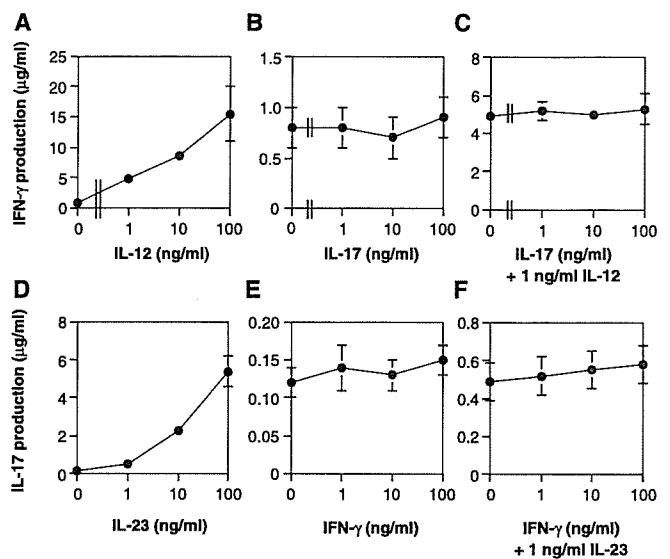 A
B
C
IFN-γ production (μg/ml)
25
20
15
10
5
0
0 1 10 100
IL-12 (ng/ml)
1.5
1.0
0.5
0
0 1 10 100
IL-17 (ng/ml)
8
6
4
2
0
0 1 10 100
IL-17 (ng/ml)
+ 1 ng/ml IL-12
D
E
F
IL-17 production (μg/ml)
8
6
4
2
0
0 1 10 100
IL-23 (ng/ml)
0.20
0.15
0.10
0.05
0
0 1 10 100
IFN-γ (ng/ml)
0.8
0.6
0.4
0.2
0
0 1 10 100
IFN-γ (ng/ml)
+ 1 ng/ml IL-23